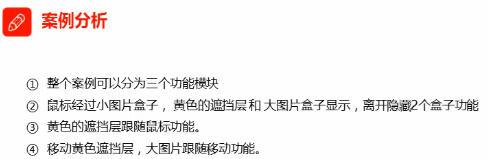 案例分析
① 整个案例可以分为三个功能模块
② 鼠标经过小图片盒子， 黄色的遮挡层 和 大图片盒子显示，离开隐藏2个盒子功能
③ 黄色的遮挡层跟随鼠标功能。
④ 移动黄色遮挡层，大图片跟随移动功能。